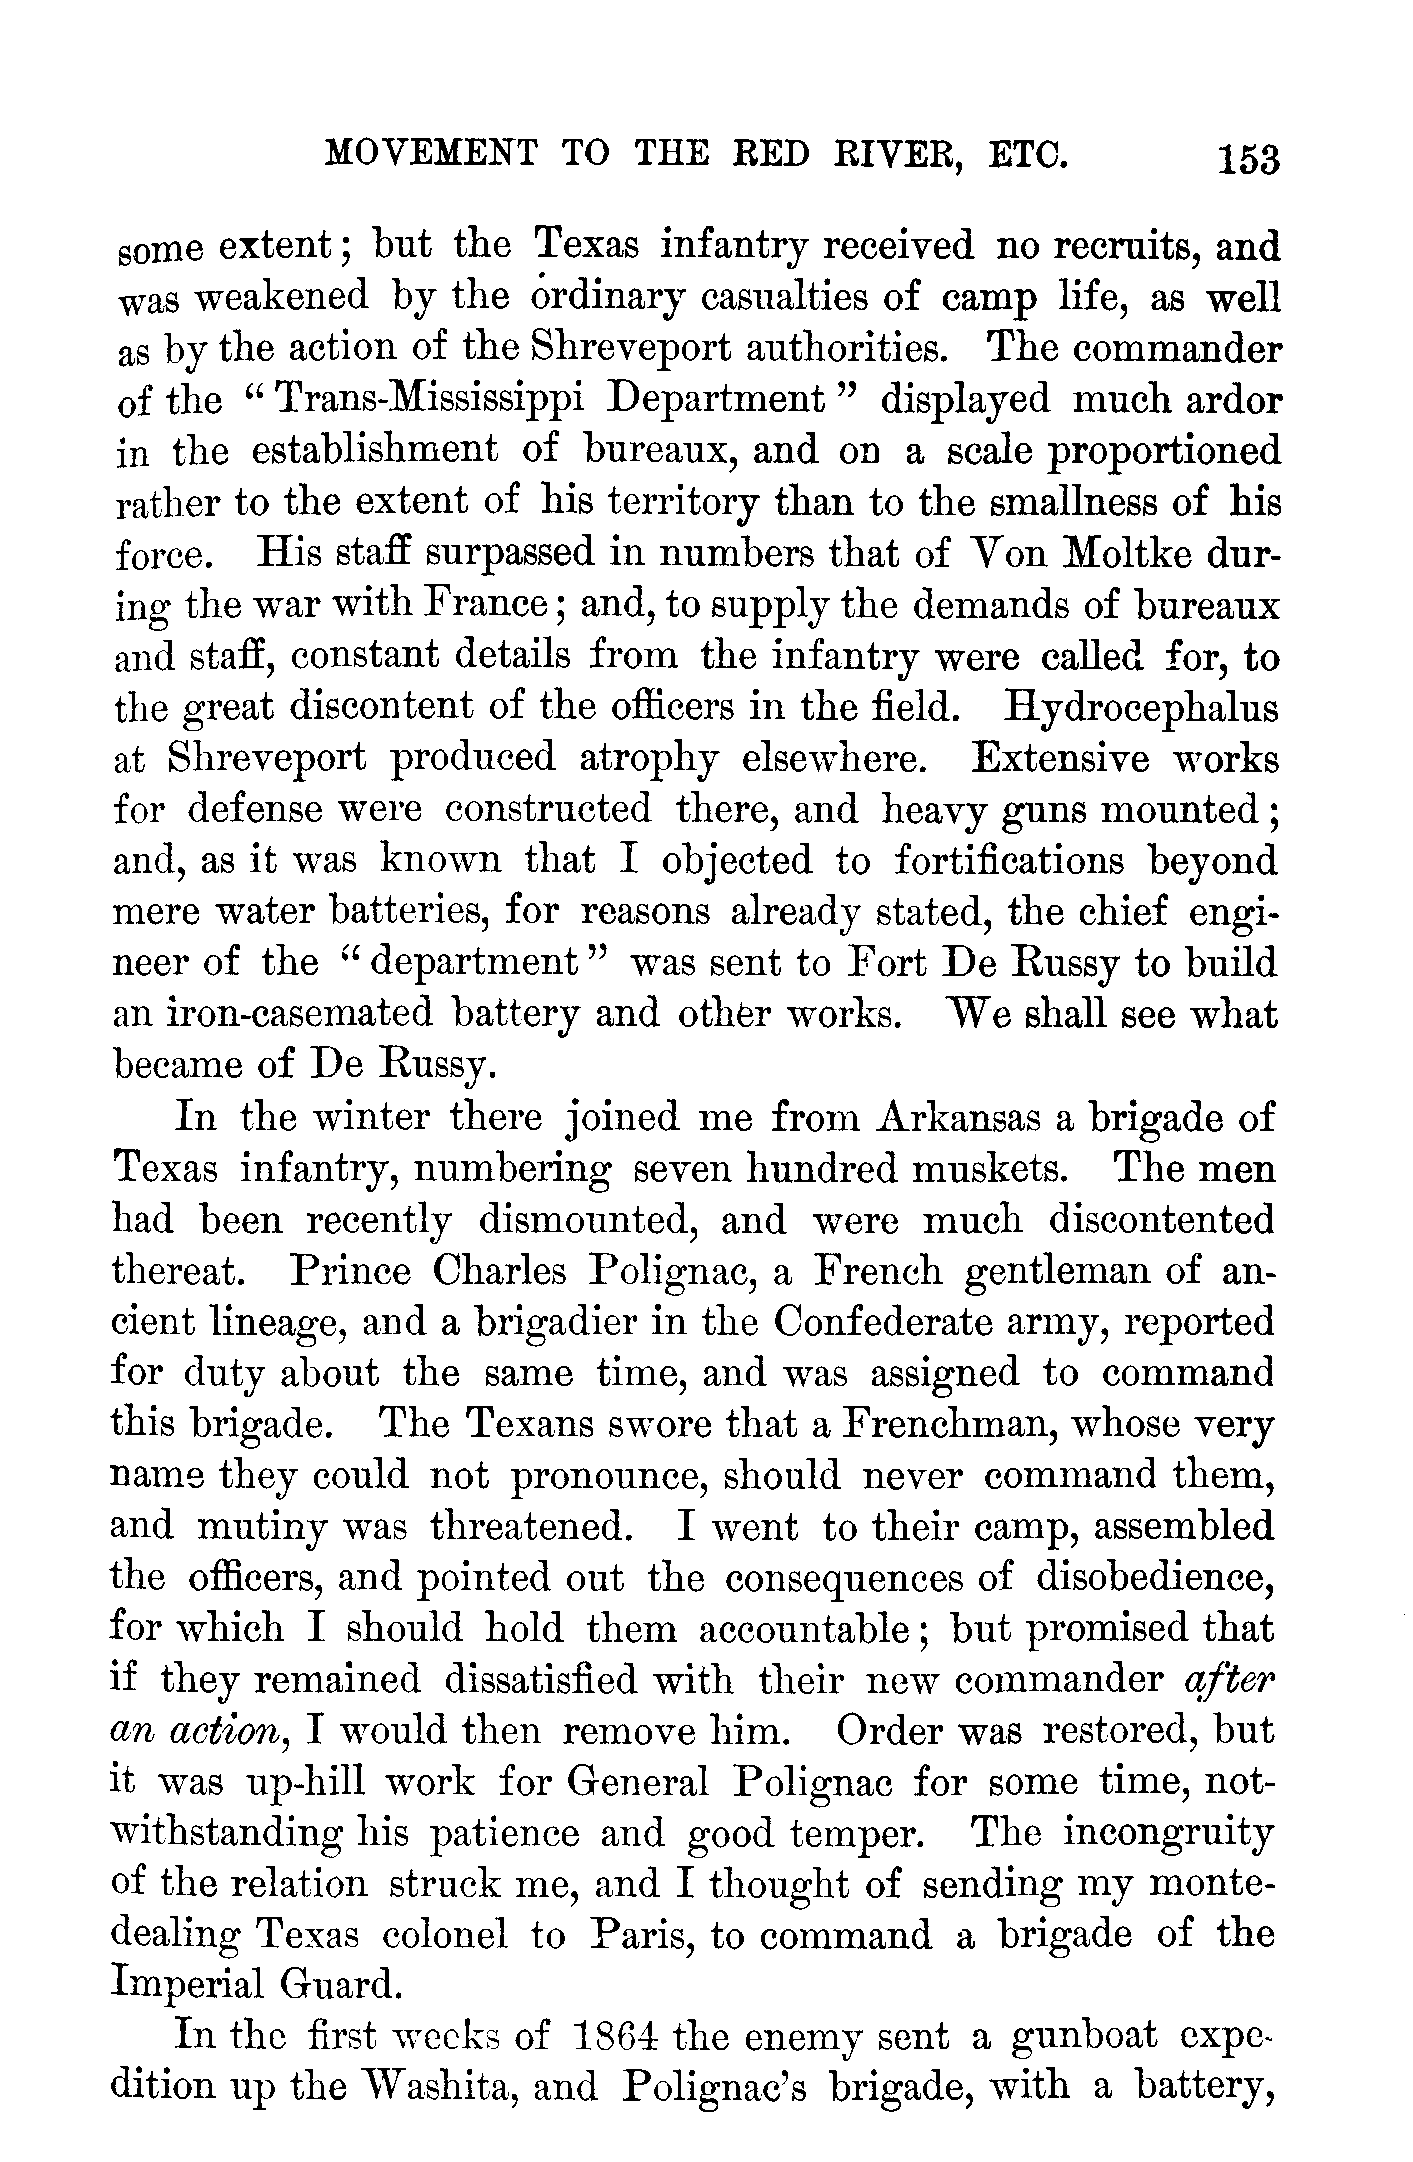 MOVEMENT TO THE RED RIVER, ETC. 153
some extent; but the Texas infantry received no recruits, and
was weakened by the ordinary casualties of camp life, as well
as by the action of the Shreveport authorities. The commander
of the “Trans-Mississippi Department” displayed much ardor
in the establishment of bureaux, and on a scale proportioned
rather to the extent of his territory than to the smallness of his
force. His staff surpassed in numbers that of Von Moltke dur-
ing the war with France; and, to supply the demands of bureaux
and staff, constant details from the infantry were called for, to
the great discontent of the officers in the field. Hydrocephalus
at Shreveport produced atrophy elsewhere. Extensive works
for defense were constructed there, and heavy guns mounted;
and, as it was known that I objected to fortifications beyond
mere water batteries, for reasons already stated, the chief engi-
neer of the “department” was sent to Fort De Russy to build
an iron-casemated battery and other works. We shall see what
became of De Russy.
In the winter there joined me from Arkansas a brigade of
Texas infantry, numbering seven hundred muskets. The men
had been recently dismounted, and were much discontented
thereat. Prince Charles Polignac, a French gentleman of an-
cient lineage, and a brigadier in the Confederate army, reported
for duty about the same time, and was assigned to command
this brigade. The Texans swore that a Frenchman, whose very
name they could not pronounce, should never command them,
and mutiny was threatened. I went to their camp, assembled
the officers, and pointed out the consequences of disobedience,
for which I should hold them accountable; but promised that
if they remained dissatisfied with their new commander after
an action, I would then remove him. Order was restored, but
it was up-hill work for General Polignac for some time, not-
withstanding his patience and good temper. The incongruity
of the relation struck me, and I thought of sending my monte-
dealing Texas colonel to Paris, to command a brigade of the
Imperial Guard.
In the first weeks of 1864 the enemy sent a gunboat expe-
dition up the Washita, and Polignac’s brigade, with a battery,